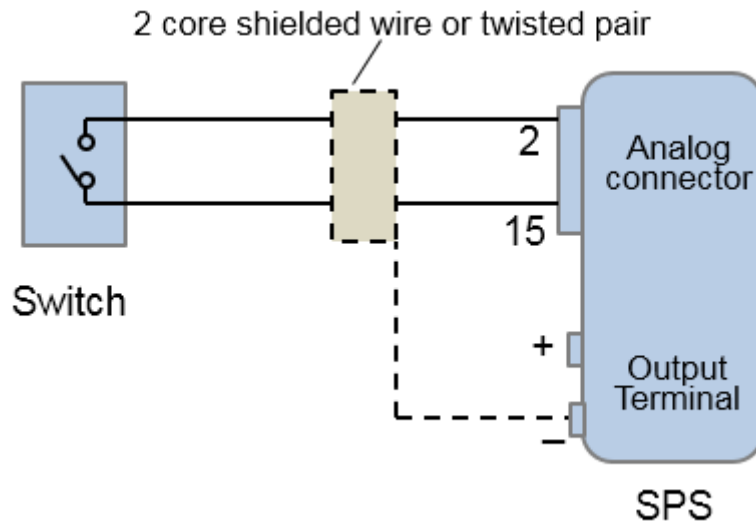 2 core shielded wire or twisted pair
2
Analog
connector
15
Switch
+
Output
Terminal
–
SPS